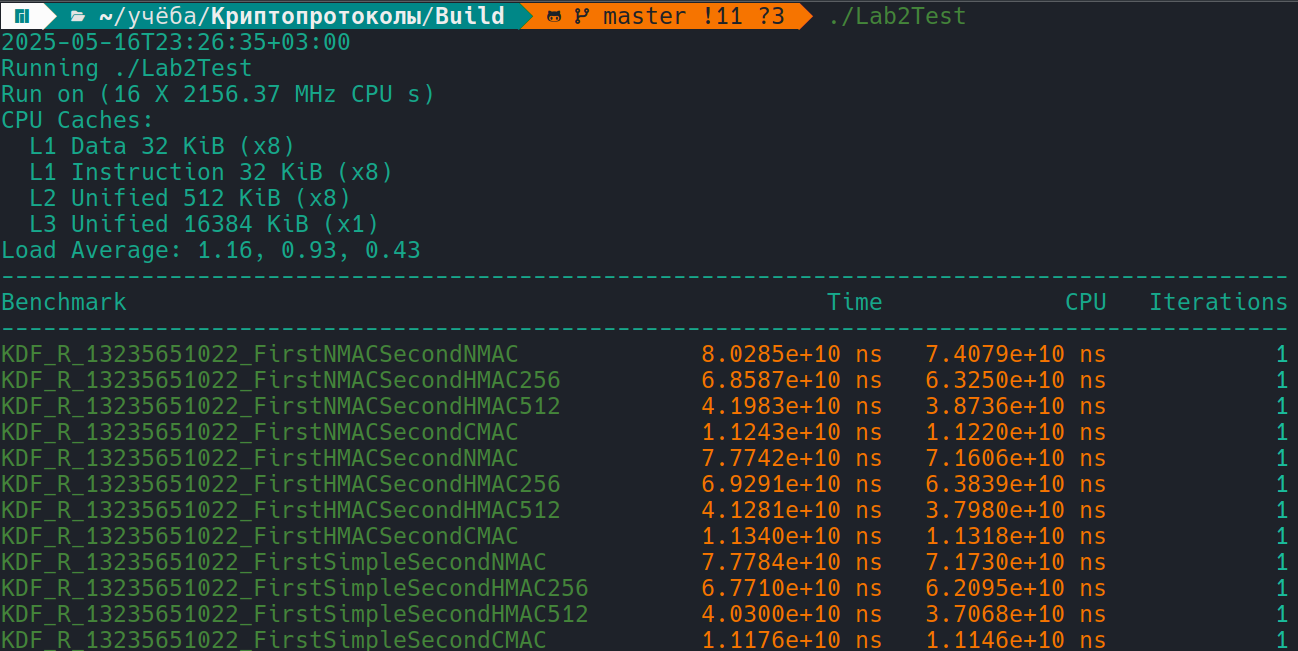 ~/учёба/Криптопротоколы/Build master !11 ?3 ./Lab2Test
2025-05-16T23:26:35+03:00
Running ./Lab2Test
Run on (16 X 2156.37 MHz CPU s)
CPU Caches:
  L1 Data 32 KiB (x8)
  L1 Instruction 32 KiB (x8)
  L2 Unified 512 KiB (x8)
  L3 Unified 16384 KiB (x1)
Load Average: 1.16, 0.93, 0.43
--------------------------------------------------------------------------------------------
Benchmark Time CPU Iterations
--------------------------------------------------------------------------------------------
KDF_R_13235651022_FirstNMACSecondNMAC 8.0285e+10 ns 7.4079e+10 ns 1
KDF_R_13235651022_FirstNMACSecondHMAC256 6.8587e+10 ns 6.3250e+10 ns 1
KDF_R_13235651022_FirstNMACSecondHMAC512 4.1983e+10 ns 3.8736e+10 ns 1
KDF_R_13235651022_FirstNMACSecondCMAC 1.1243e+10 ns 1.1220e+10 ns 1
KDF_R_13235651022_FirstHMACSecondNMAC 7.7742e+10 ns 7.1606e+10 ns 1
KDF_R_13235651022_FirstHMACSecondHMAC256 6.9291e+10 ns 6.3839e+10 ns 1
KDF_R_13235651022_FirstHMACSecondHMAC512 4.1281e+10 ns 3.7980e+10 ns 1
KDF_R_13235651022_FirstHMACSecondCMAC 1.1340e+10 ns 1.1318e+10 ns 1
KDF_R_13235651022_FirstSimpleSecondNMAC 7.7784e+10 ns 7.1730e+10 ns 1
KDF_R_13235651022_FirstSimpleSecondHMAC256 6.7710e+10 ns 6.2095e+10 ns 1
KDF_R_13235651022_FirstSimpleSecondHMAC512 4.0300e+10 ns 3.7068e+10 ns 1
KDF_R_13235651022_FirstSimpleSecondCMAC 1.1176e+10 ns 1.1146e+10 ns 1